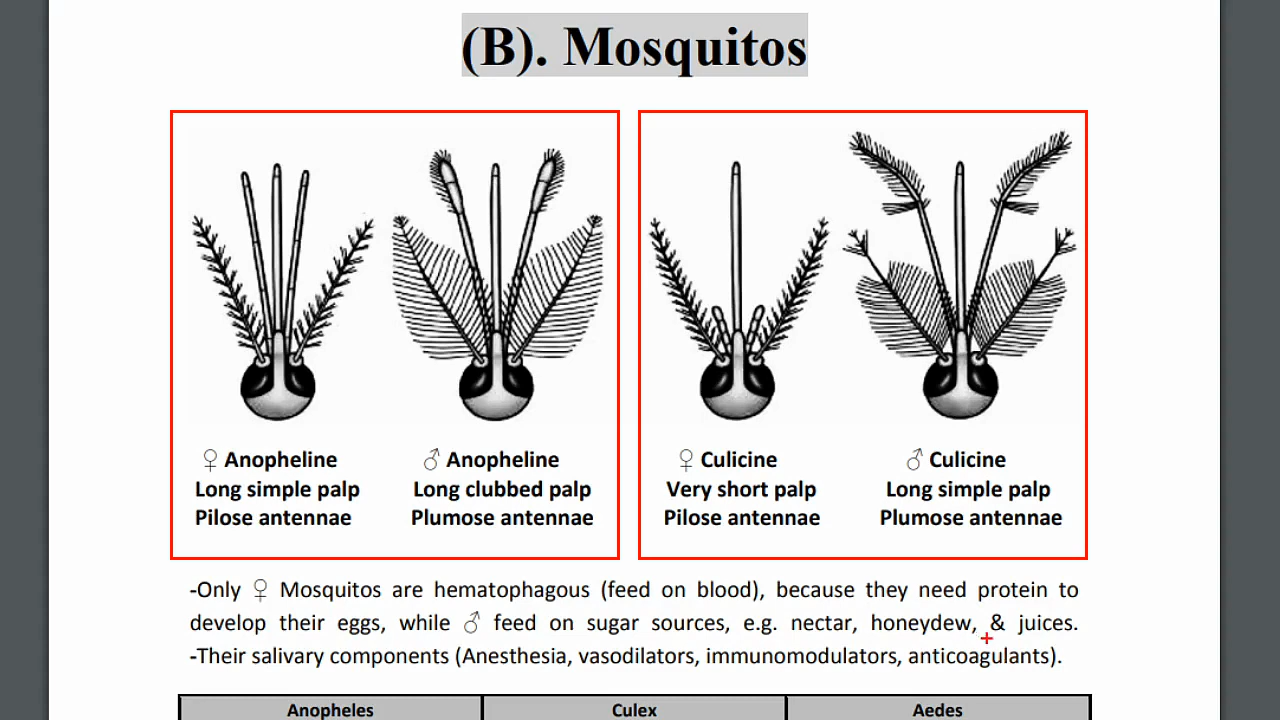 (B). Mosquitos
♀ Anopheline
Long simple palp
Pilose antennae
♂ Anopheline
Long clubbed palp
Plumose antennae
♀ Culicine
Very short palp
Pilose antennae
♂ Culicine
Long simple palp
Plumose antennae
-Only ♀ Mosquitos are hematophagous (feed on blood), because they need protein to
develop their eggs, while ♂ feed on sugar sources, e.g. nectar, honeydew, & juices.
-Their salivary components (Anesthesia, vasodilators, immunomodulators, anticoagulants).
Anopheles Culex Aedes